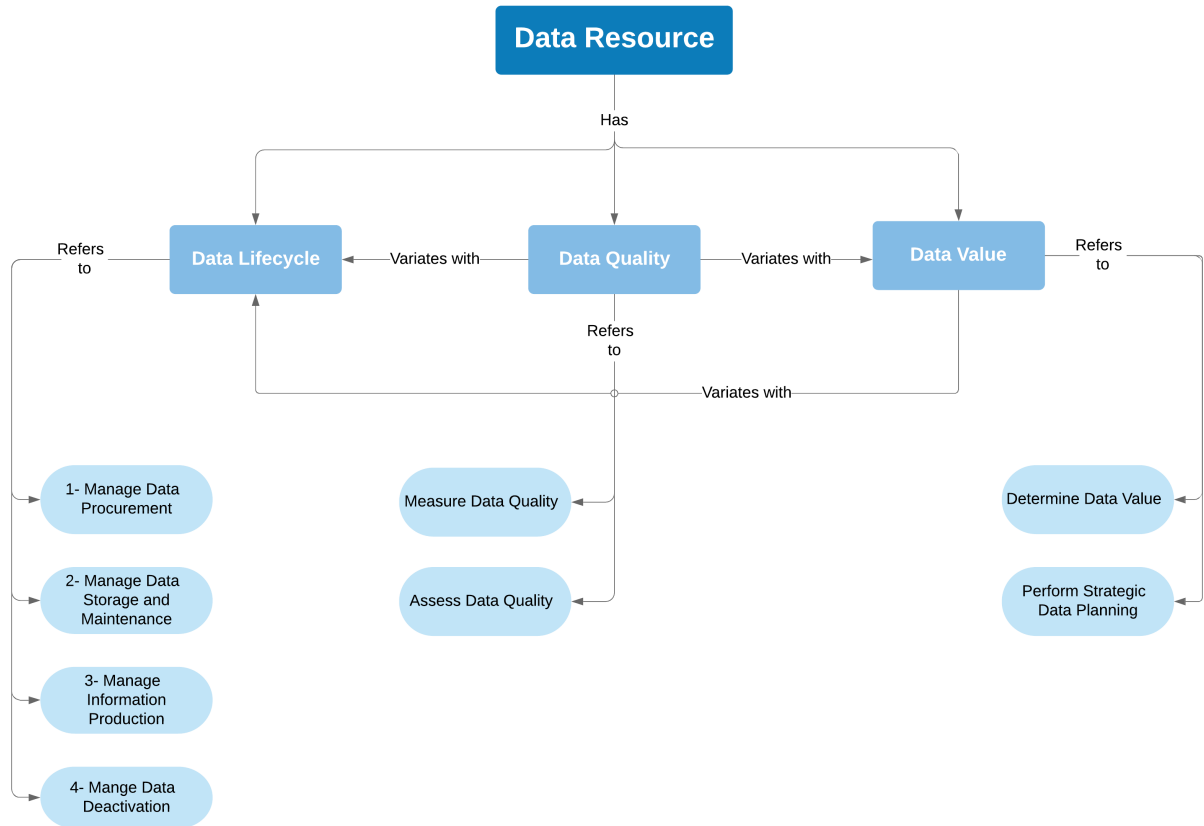 Data Resource
Has
Data Lifecycle
Variates with
Data Quality
Variates with
Data Value
Refers
to
Refers
to
Refers
to
Variates with
1- Manage Data
Procurement
2- Manage Data
Storage and
Maintenance
3- Manage
Information
Production
4- Mange Data
Deactivation
Measure Data Quality
Assess Data Quality
Determine Data Value
Perform Strategic
Data Planning